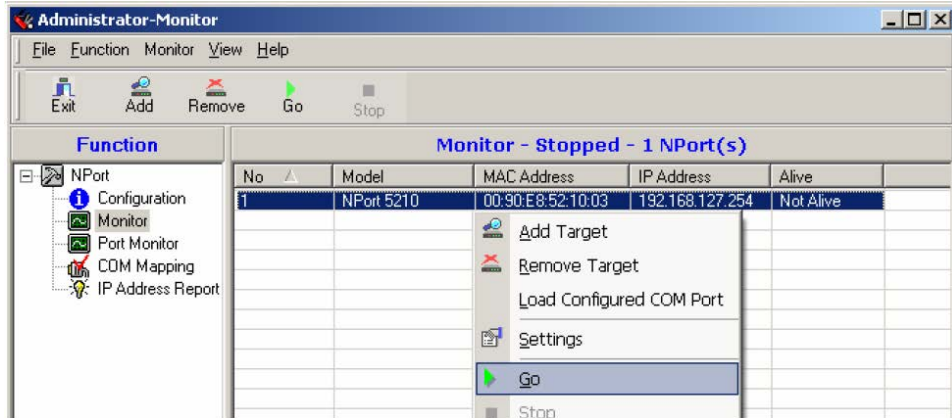 Administrator-Monitor
File Function Monitor View Help
Exit Add Remove Go Stop
Function
Monitor - Stopped - 1 NPort(s)
NPort
Configuration
Monitor
Port Monitor
COM Mapping
IP Address Report
No Model MAC Address IP Address Alive
1 NPort 5210 00:90:E8:52:10:03 192.168.127.254 Not Alive
Add Target
Remove Target
Load Configured COM Port
Settings
Go
Stop